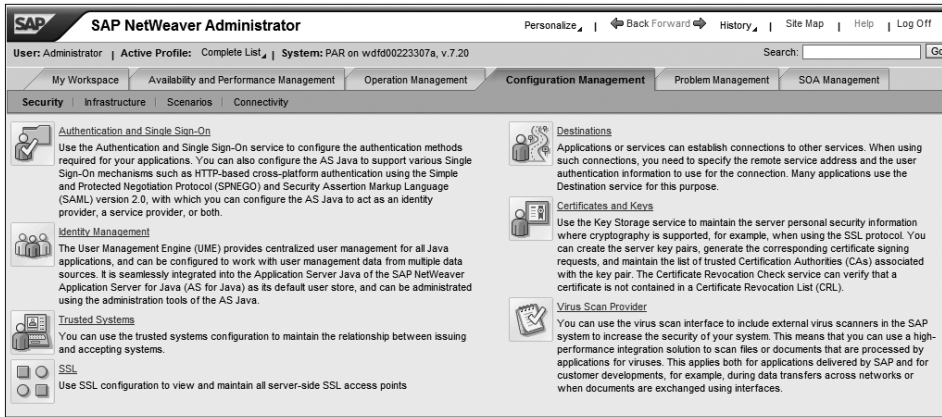 SAP SAP NetWeaver Administrator
Personalize | Back Forward History | Site Map | Help | Log Off
User: Administrator | Active Profile: Complete List | System: PAR on wdfd00223307a, v.7.20
Search: Go
My Workspace Availability and Performance Management Operation Management Configuration Management Problem Management SOA Management
Security | Infrastructure | Scenarios | Connectivity
Authentication and Single Sign-On
Use the Authentication and Single Sign-On service to configure the authentication methods
required for your applications. You can also configure the AS Java to support various Single
Sign-On mechanisms such as HTTP-based cross-platform authentication using the Simple
and Protected Negotiation Protocol (SPNEGO) and Security Assertion Markup Language
(SAML) version 2.0, with which you can configure the AS Java to act as an identity
provider, a service provider, or both.
Identity Management
The User Management Engine (UME) provides centralized user management for all Java
applications, and can be configured to work with user management data from multiple data
sources. It is seamlessly integrated into the Application Server Java of the SAP NetWeaver
Application Server for Java (AS for Java) as its default user store, and can be administrated
using the administration tools of the AS Java.
Trusted Systems
You can use the trusted systems configuration to maintain the relationship between issuing
and accepting systems.
SSL
Use SSL configuration to view and maintain all server-side SSL access points
Destinations
Applications or services can establish connections to other services. When using
such connections, you need to specify the remote service address and the user
authentication information to use for the connection. Many applications use the
Destination service for this purpose.
Certificates and Keys
Use the Key Storage service to maintain the server personal security information
where cryptography is supported, for example, when using the SSL protocol. You
can create the server key pairs, generate the corresponding certificate signing
requests, and maintain the list of trusted Certification Authorities (CAs) associated
with the key pair. The Certificate Revocation Check service can verify that a
certificate is not contained in a Certificate Revocation List (CRL).
Virus Scan Provider
You can use the virus scan interface to include external virus scanners in the SAP
system to increase the security of your system. This means that you can use a high-
performance integration solution to scan files or documents that are processed by
applications for viruses. This applies both for applications delivered by SAP and for
customer developments, for example, during data transfers across networks or
when documents are exchanged using interfaces.